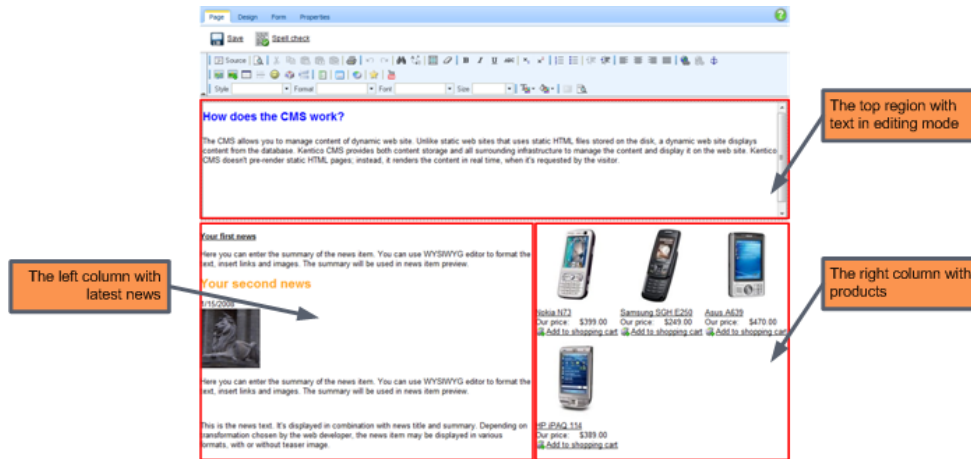 Page Design Form Properties
Save Spell check
Source
Style Format Font Size
How does the CMS work?
The CMS allows you to manage content of dynamic web site. Unlike static web sites that uses static HTML files stored on the disk, a dynamic web site displays
content from the database. Kentico CMS provides both content storage and all surrounding infrastructure to manage the content and display it on the web site. Kentico
CMS doesn't pre-render static HTML pages; instead, it renders the content in real time, when it's requested by the visitor.
The top region with
text in editing mode
Your first news
Here you can enter the summary of the news item. You can use WYSIWYG editor to format the
text, insert links and images. The summary will be used in news item preview.
Your second news
1/15/2008
The left column with
latest news
Here you can enter the summary of the news item. You can use WYSIWYG editor to format the
text, insert links and images. The summary will be used in news item preview.
This is the news text. It's displayed in combination with news title and summary. Depending on
transformation chosen by the web developer, the news item may be displayed in various
formats, with or without teaser image.
Nokia N73 Samsung SGH E250 Asus A639
Our price: $399.00 Our price: $249.00 Our price: $470.00
Add to shopping cart Add to shopping cart Add to shopping cart
HP iPAQ 114
Our price: $389.00
Add to shopping cart
The right column with
products